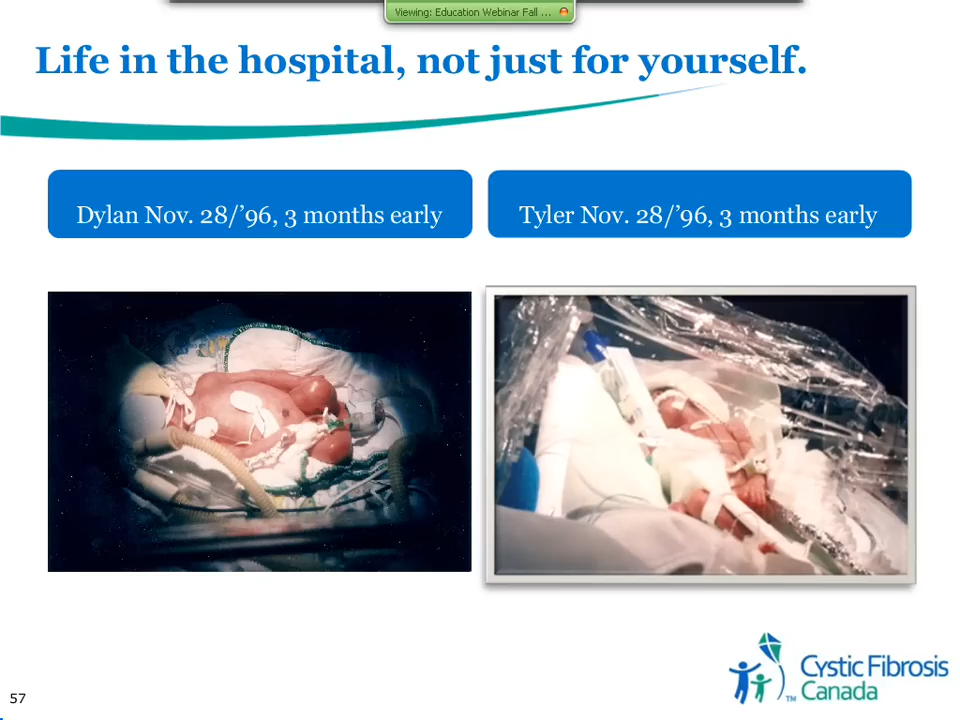 Viewing: Education Webinar Fall ...
Life in the hospital, not just for yourself.
Dylan Nov. 28/’96, 3 months early
Tyler Nov. 28/’96, 3 months early
Cystic Fibrosis
TM Canada
57